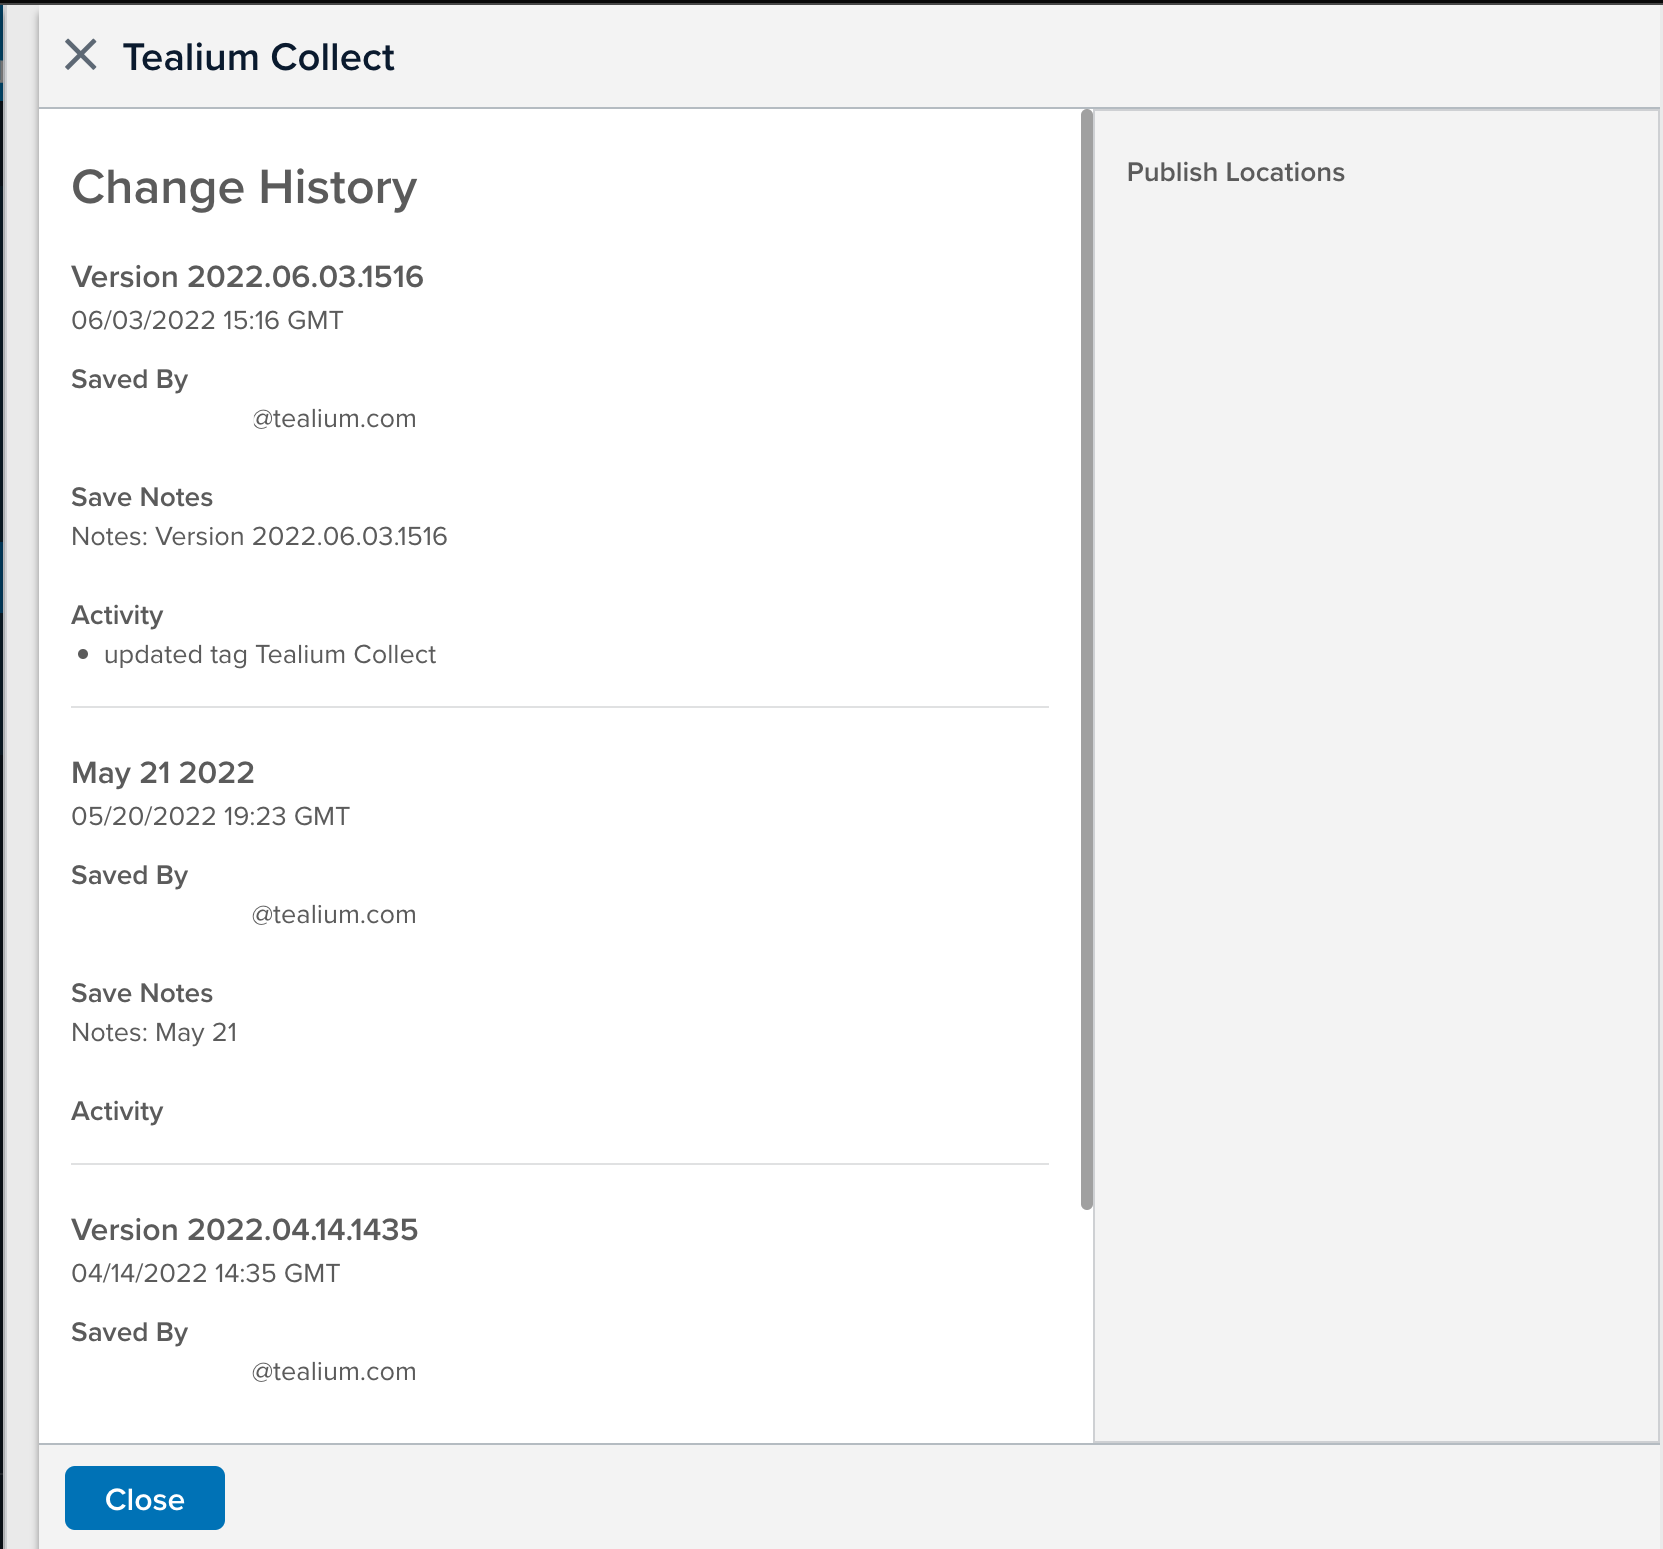 Tealium Collect
Change History
Version 2022.06.03.1516
06/03/2022 15:16 GMT
Saved By
@tealium.com
Save Notes
Notes: Version 2022.06.03.1516
Activity
• updated tag Tealium Collect
May 21 2022
05/20/2022 19:23 GMT
Saved By
@tealium.com
Save Notes
Notes: May 21
Activity
Version 2022.04.14.1435
04/14/2022 14:35 GMT
Saved By
@tealium.com
Publish Locations
Close